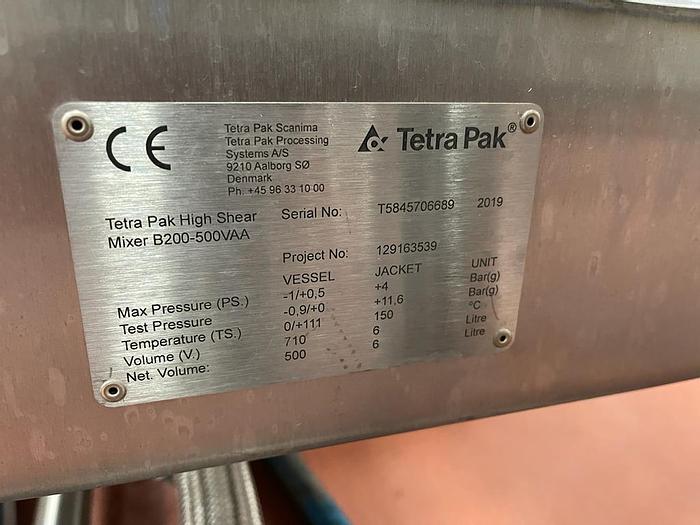 CE
Tetra Pak Scanima
Tetra Pak Processing
Systems A/S
9210 Aalborg SØ
Denmark
Ph. +45 96 33 10 00
Tetra Pak®
Tetra Pak High Shear
Mixer B200-500VAA
Serial No: T5845706689 2019
Project No: 129163539
VESSEL JACKET UNIT
Max Pressure (PS.) -1/+0,5 +4 Bar(g)
Test Pressure -0,9/+0 +11,6 Bar(g)
Temperature (TS.) 0/+111 150 °C
Volume (V.) 710 6 Litre
Net. Volume: 500 6 Litre